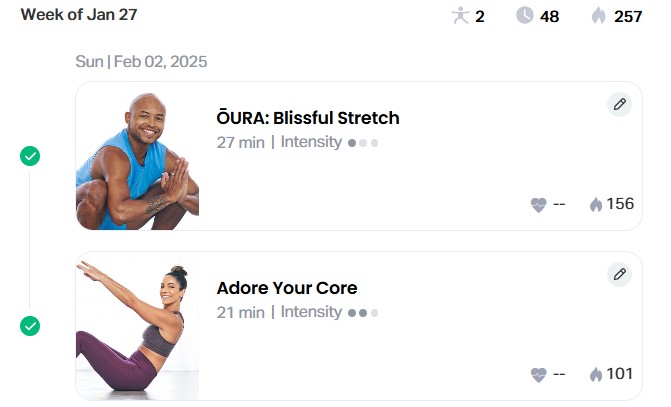 Week of Jan 27
2
48
257
Sun | Feb 02, 2025
ŌURA: Blissful Stretch
27 min | Intensity
--
156
Adore Your Core
21 min | Intensity
--
101